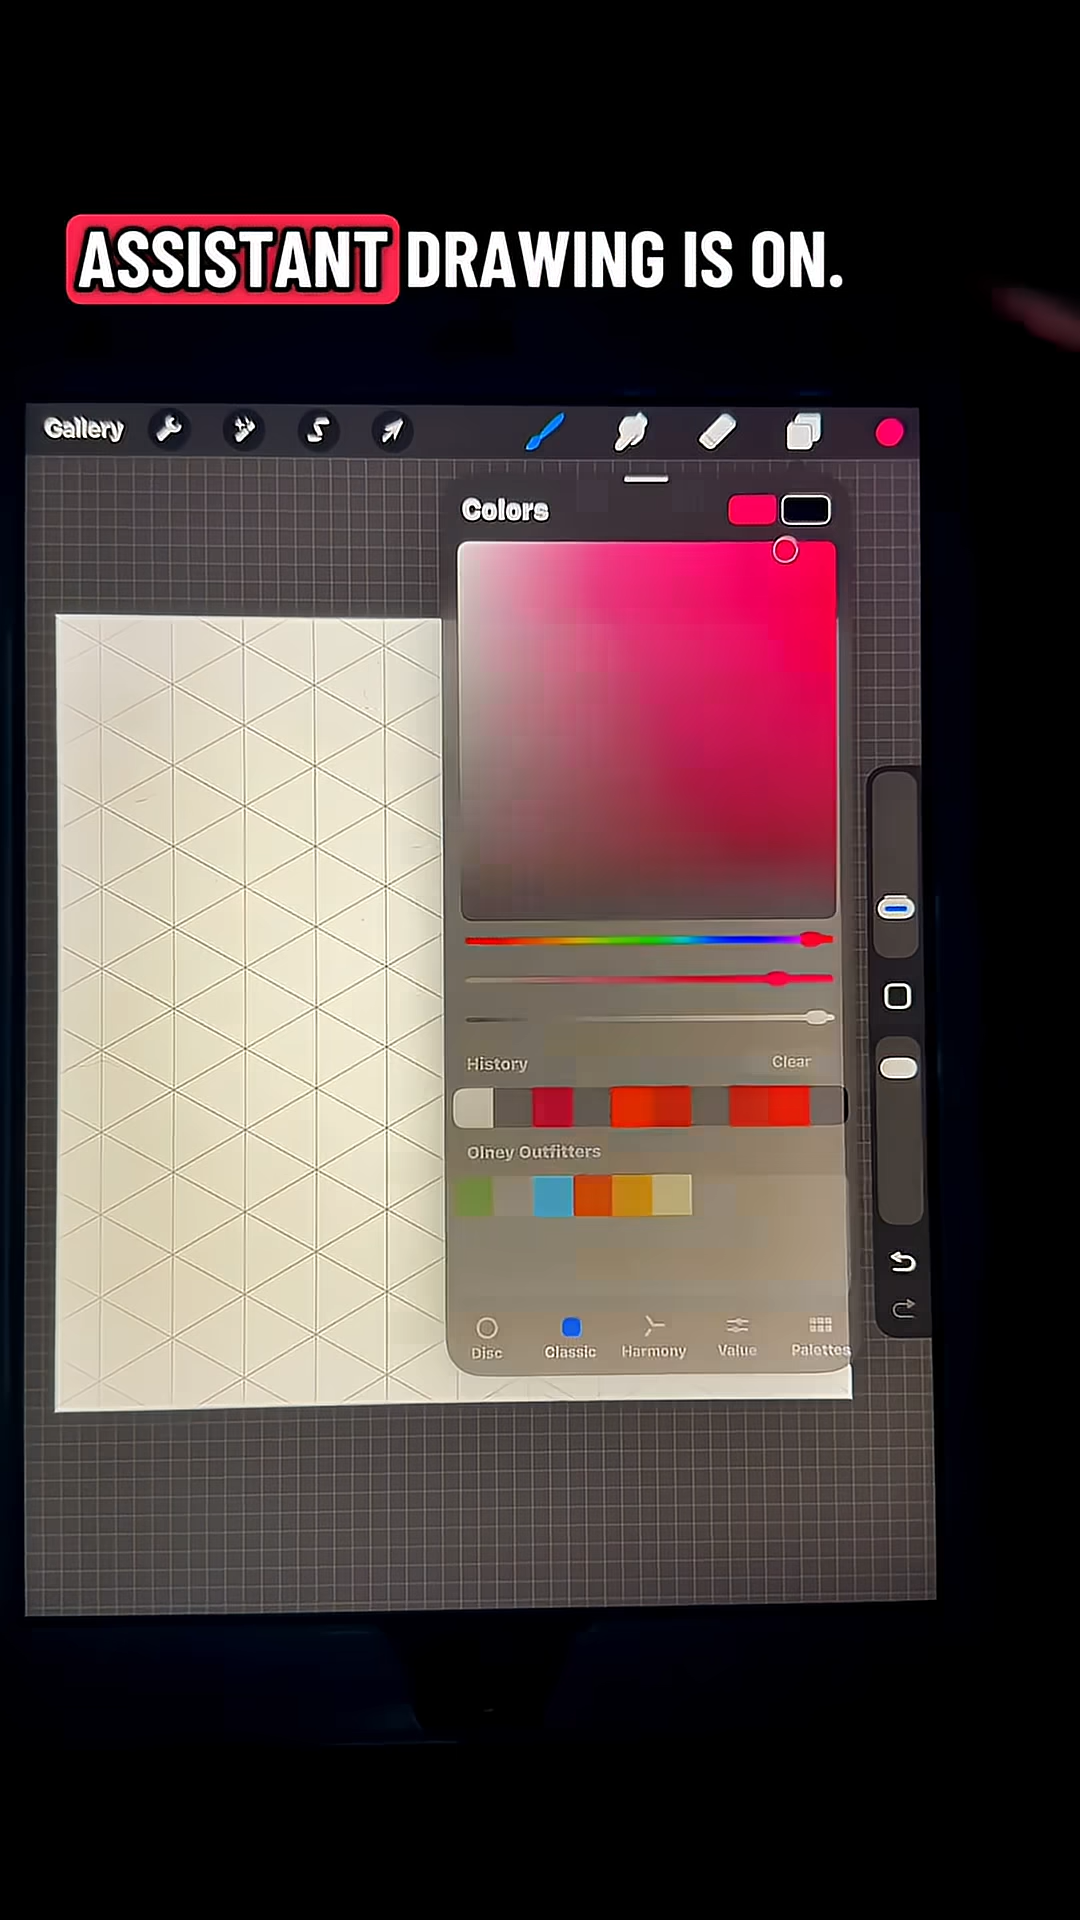 ASSISTANT DRAWING IS ON.
Gallery
Colors
History Clear
Olney Outfitters
Disc Classic Harmony Value Palettes